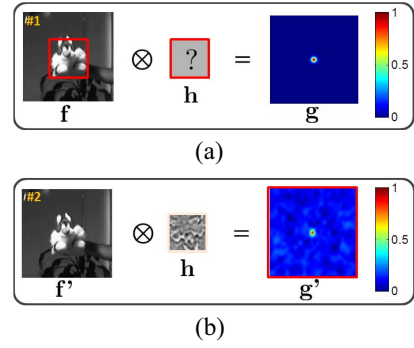 #1
⊗ ? =
1
0.5
0
f
h
g
(a)
#2
⊗ =
1
0.5
0
f'
h
g'
(b)